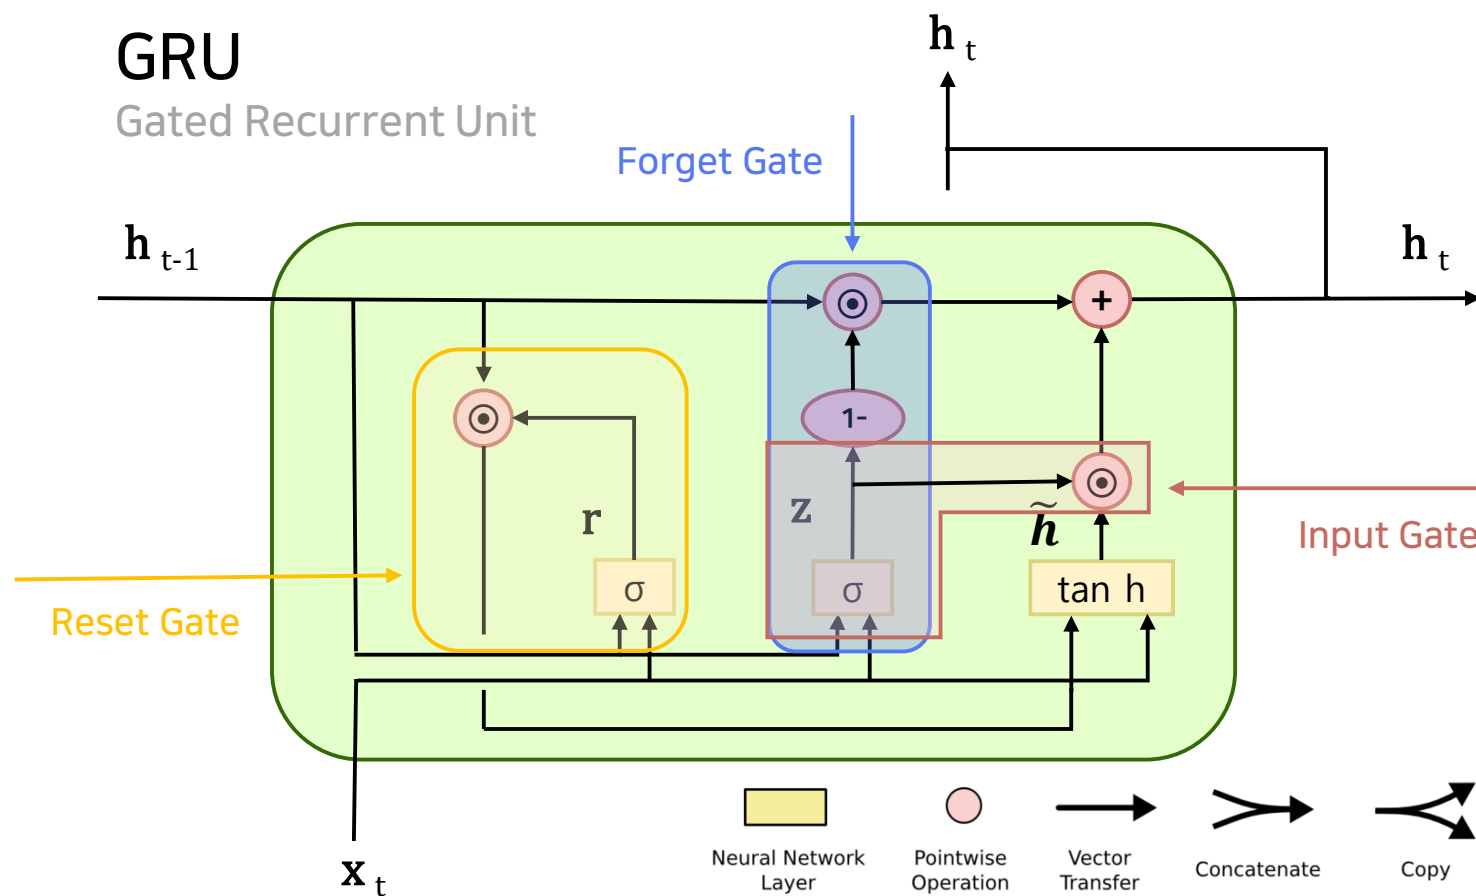 GRU
Gated Recurrent Unit
h t
Forget Gate
h t-1
h t
⊙
+
⊙
1-
r
z
⊙
h̃
Input Gate
σ
σ
tan h
Reset Gate
x t
Neural Network
Layer
Pointwise
Operation
Vector
Transfer
Concatenate
Copy